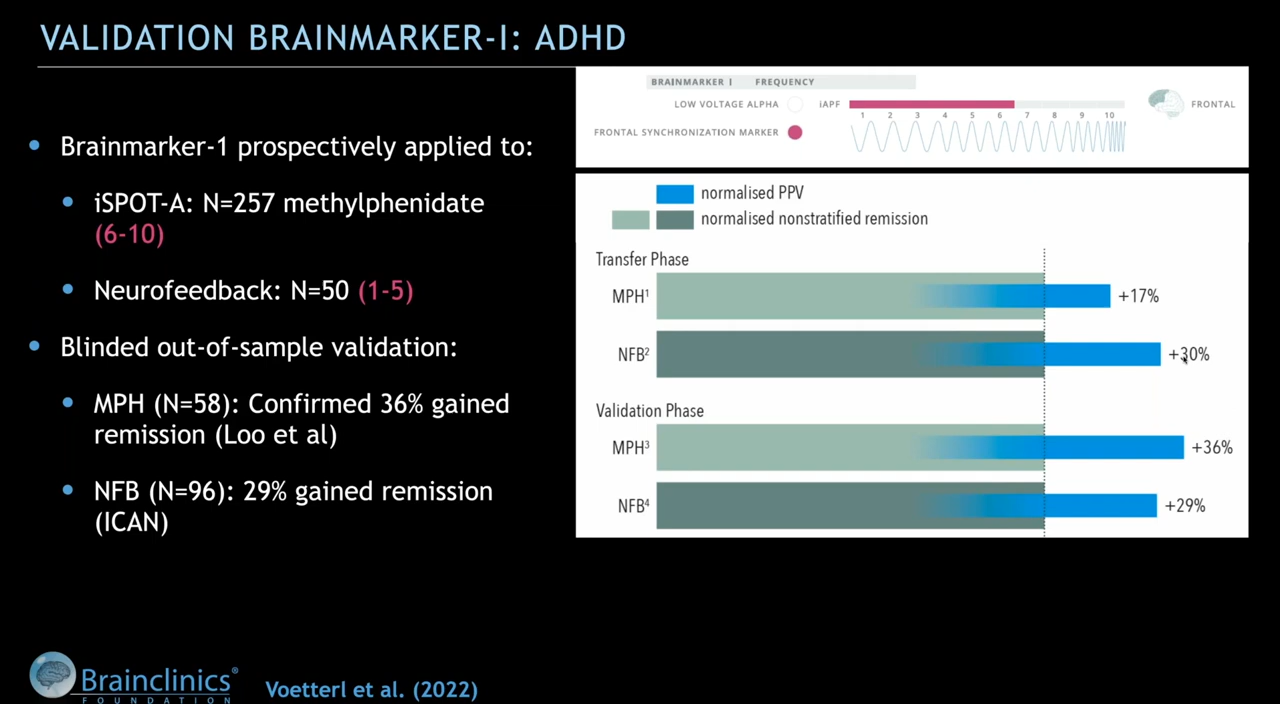 VALIDATION BRAINMARKER-I: ADHD
• Brainmarker-1 prospectively applied to:
• iSPOT-A: N=257 methylphenidate
(6-10)
• Neurofeedback: N=50 (1-5)
• Blinded out-of-sample validation:
• MPH (N=58): Confirmed 36% gained
remission (Loo et al)
• NFB (N=96): 29% gained remission
(ICAN)
BRAINMARKER I FREQUENCY
LOW VOLTAGE ALPHA iAPF
1 2 3 4 5 6 7 8 9 10
FRONTAL SYNCHRONIZATION MARKER
FRONTAL
normalised PPV
normalised nonstratified remission
Transfer Phase
MPH¹ +17%
NFB² +30%
Validation Phase
MPH³ +36%
NFB⁴ +29%
Brainclinics®
FOUNDATION
Voetterl et al. (2022)